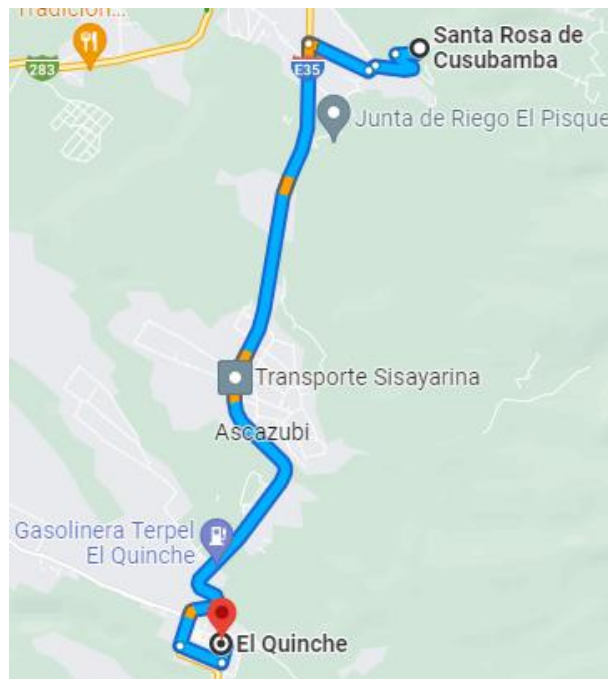 Tradición...
Santa Rosa de
Cusubamba
283
E35
Junta de Riego El Pisque
Transporte Sisayarina
Ascazubi
Gasolinera Terpel
El Quinche
El Quinche